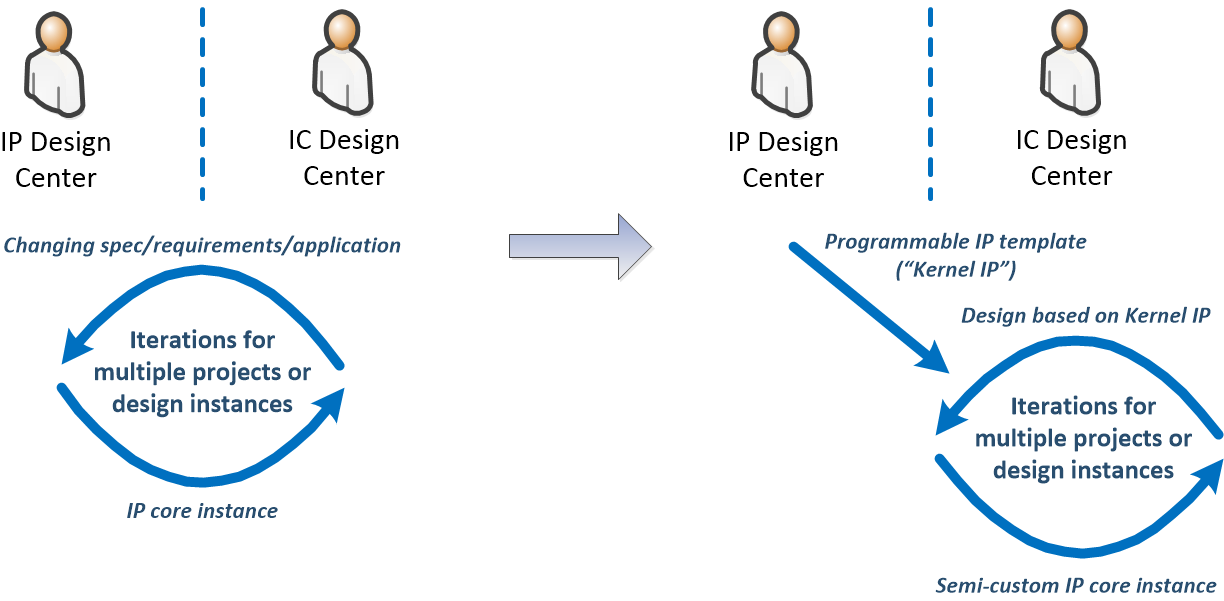 IP Design
Center
IC Design
Center
Changing spec/requirements/application
Iterations for
multiple projects or
design instances
IP core instance
IP Design
Center
IC Design
Center
Programmable IP template
(“Kernel IP”)
Design based on Kernel IP
Iterations for
multiple projects or
design instances
Semi-custom IP core instance